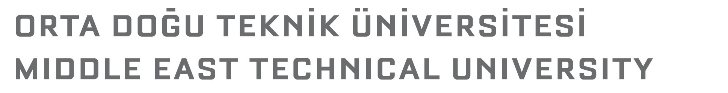 ORTA DOĞU TEKNİK ÜNİVERSİTESİ
MIDDLE EAST TECHNICAL UNIVERSITY